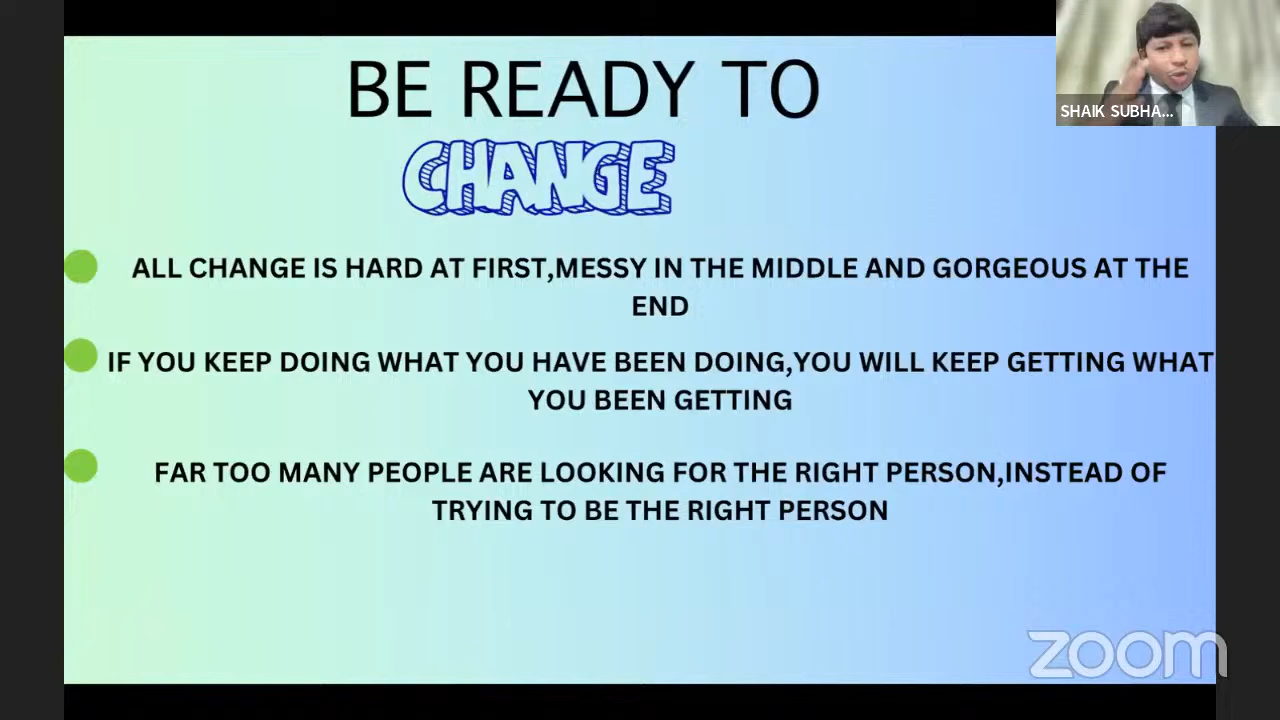 BE READY TO
CHANGE
SHAIK SUBHA...
ALL CHANGE IS HARD AT FIRST,MESSY IN THE MIDDLE AND GORGEOUS AT THE
END
IF YOU KEEP DOING WHAT YOU HAVE BEEN DOING,YOU WILL KEEP GETTING WHAT
YOU BEEN GETTING
FAR TOO MANY PEOPLE ARE LOOKING FOR THE RIGHT PERSON,INSTEAD OF
TRYING TO BE THE RIGHT PERSON
zoom